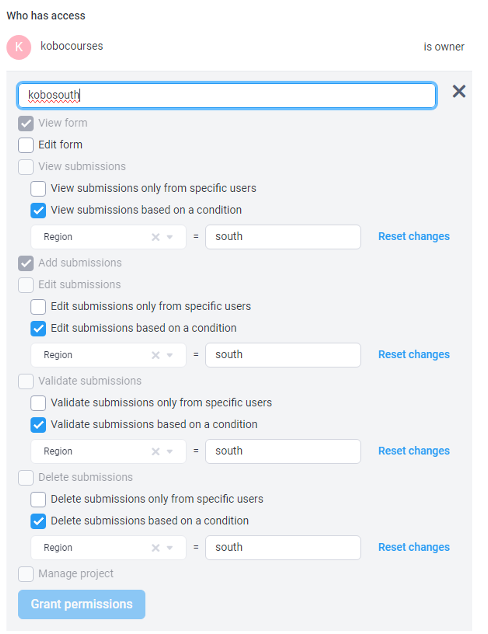 Who has access
K kobocourses is owner
kobosouth
View form
Edit form
View submissions
View submissions only from specific users
View submissions based on a condition
Region = south Reset changes
Add submissions
Edit submissions
Edit submissions only from specific users
Edit submissions based on a condition
Region = south Reset changes
Validate submissions
Validate submissions only from specific users
Validate submissions based on a condition
Region = south Reset changes
Delete submissions
Delete submissions only from specific users
Delete submissions based on a condition
Region = south Reset changes
Manage project
Grant permissions